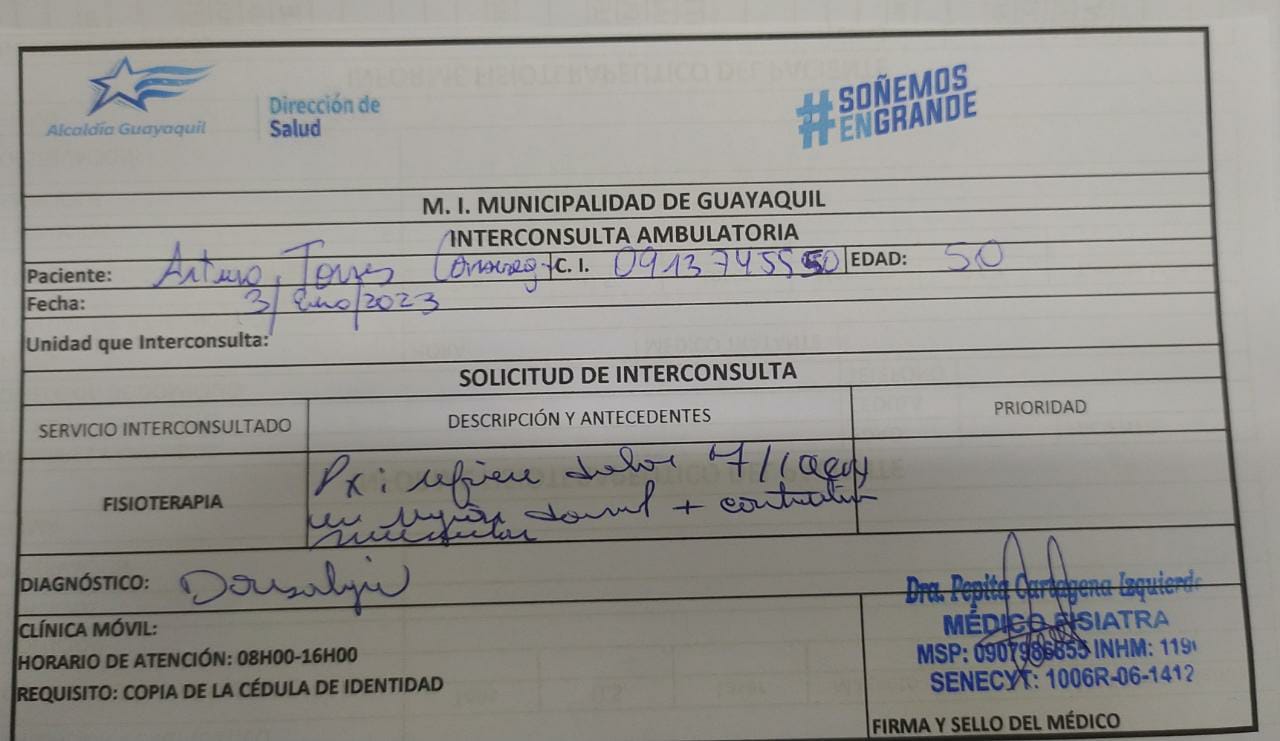 Alcaldía Guayaquil
Dirección de
Salud
#SOÑEMOS
ENGRANDE
M. I. MUNICIPALIDAD DE GUAYAQUIL
INTERCONSULTA AMBULATORIA
Paciente: Arturo Torres C. I. EDAD: 50
Fecha: 3/Enero/2023
Unidad que Interconsulta:
SOLICITUD DE INTERCONSULTA
SERVICIO INTERCONSULTADO DESCRIPCIÓN Y ANTECEDENTES PRIORIDAD
FISIOTERAPIA
Px: refiere dolor 7/10
en región dorsal + contractura
muscular
DIAGNÓSTICO: Dorsalgia
Dra. Pepita Cartagena Izquierdo
MÉDICO FISIATRA
MSP: 0907986855 INHM: 119
SENECYT: 1006R-06-1412
CLÍNICA MÓVIL:
HORARIO DE ATENCIÓN: 08H00-16H00
REQUISITO: COPIA DE LA CÉDULA DE IDENTIDAD
FIRMA Y SELLO DEL MÉDICO